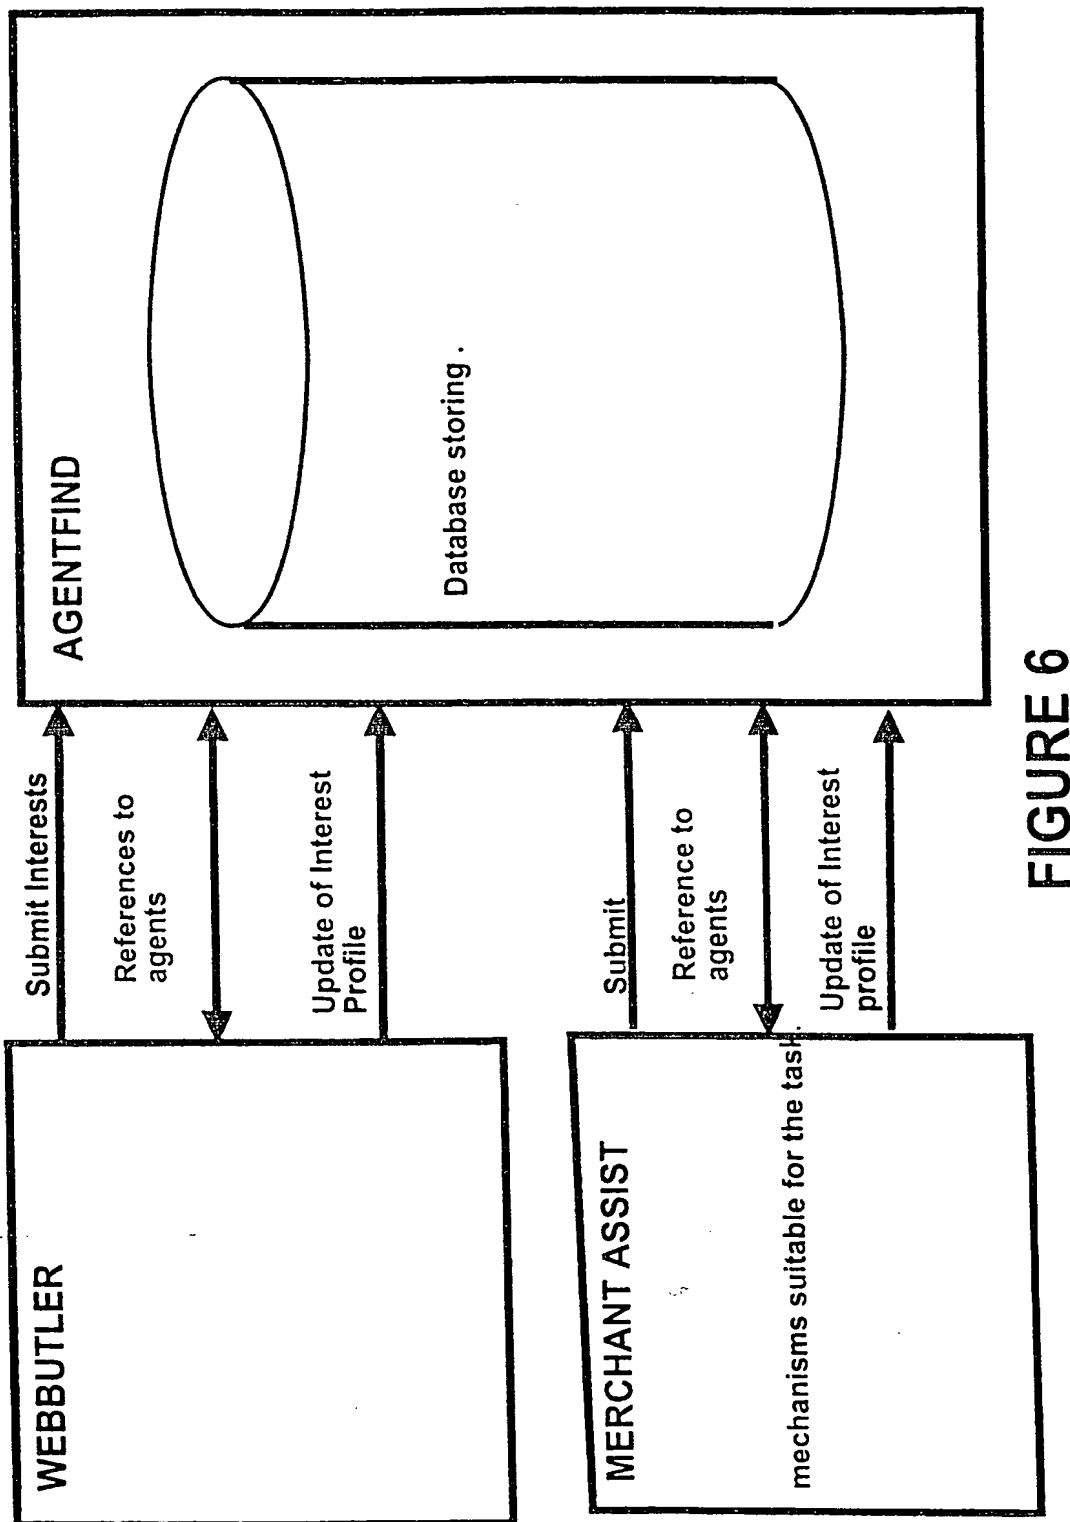 WEBBUTLER
Submit Interests
References to
agents
Update of Interest
Profile
AGENTFIND
Database storing .
MERCHANT ASSIST
mechanisms suitable for the task.
Submit
Reference to
agents
Update of Interest
profile
FIGURE 6